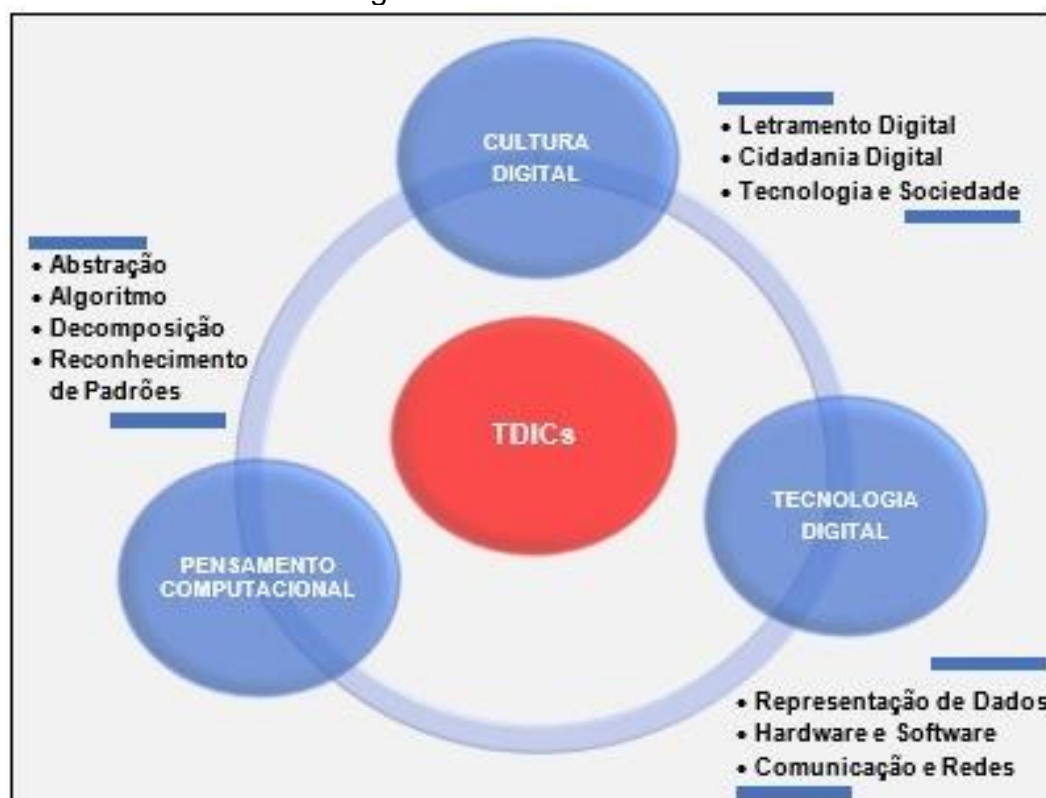 CULTURA
DIGITAL
• Letramento Digital
• Cidadania Digital
• Tecnologia e Sociedade
• Abstração
• Algoritmo
• Decomposição
• Reconhecimento
de Padrões
TDICs
TECNOLOGIA
DIGITAL
PENSAMENTO
COMPUTACIONAL
• Representação de Dados
• Hardware e Software
• Comunicação e Redes